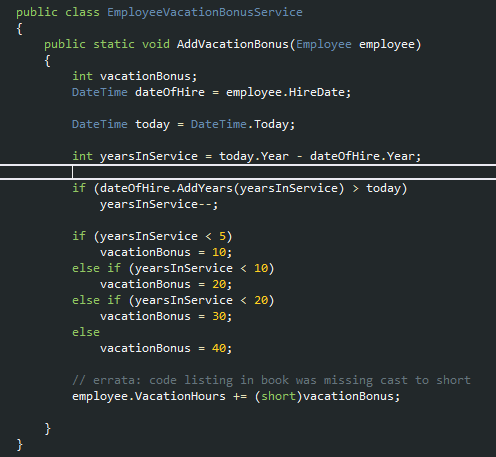 public class EmployeeVacationBonusService
{
    public static void AddVacationBonus(Employee employee)
    {
        int vacationBonus;
        DateTime dateOfHire = employee.HireDate;

        DateTime today = DateTime.Today;

        int yearsInService = today.Year - dateOfHire.Year;

        if (dateOfHire.AddYears(yearsInService) > today)
            yearsInService--;

        if (yearsInService < 5)
            vacationBonus = 10;
        else if (yearsInService < 10)
            vacationBonus = 20;
        else if (yearsInService < 20)
            vacationBonus = 30;
        else
            vacationBonus = 40;

        // errata: code listing in book was missing cast to short
        employee.VacationHours += (short)vacationBonus;

    }
}